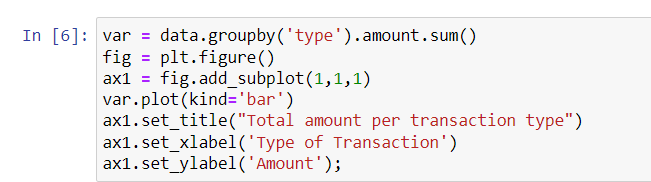 In [6]: var = data.groupby('type').amount.sum()
fig = plt.figure()
ax1 = fig.add_subplot(1,1,1)
var.plot(kind='bar')
ax1.set_title("Total amount per transaction type")
ax1.set_xlabel('Type of Transaction')
ax1.set_ylabel('Amount');